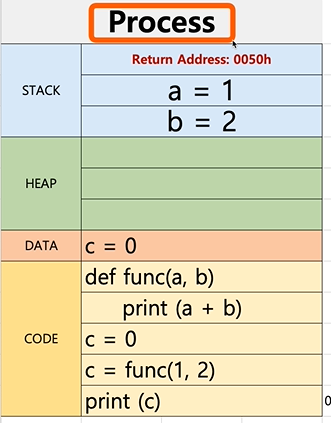 Process
STACK
Return Address: 0050h
a = 1
b = 2
HEAP
DATA
c = 0
CODE
def func(a, b)
print (a + b)
c = 0
c = func(1, 2)
print (c)
0